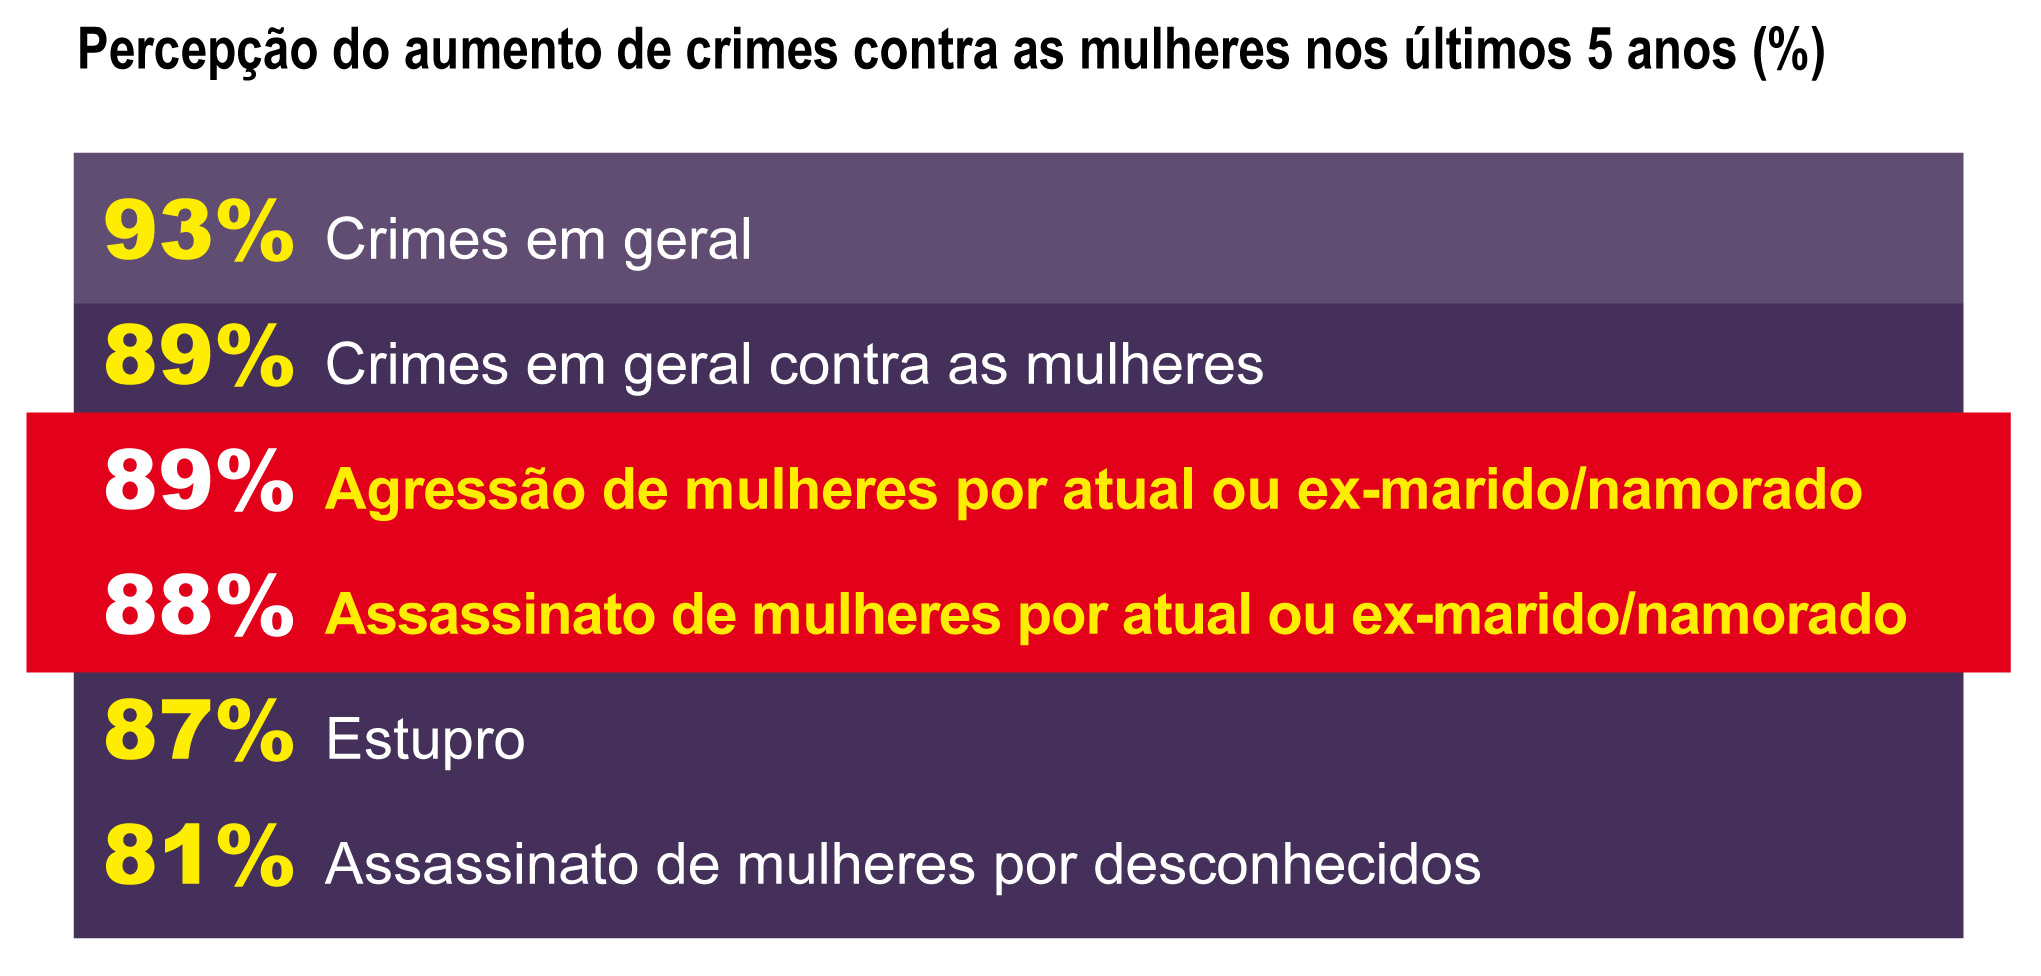 Percepção do aumento de crimes contra as mulheres nos últimos 5 anos (%)
93% Crimes em geral
89% Crimes em geral contra as mulheres
89% Agressão de mulheres por atual ou ex-marido/namorado
88% Assassinato de mulheres por atual ou ex-marido/namorado
87% Estupro
81% Assassinato de mulheres por desconhecidos